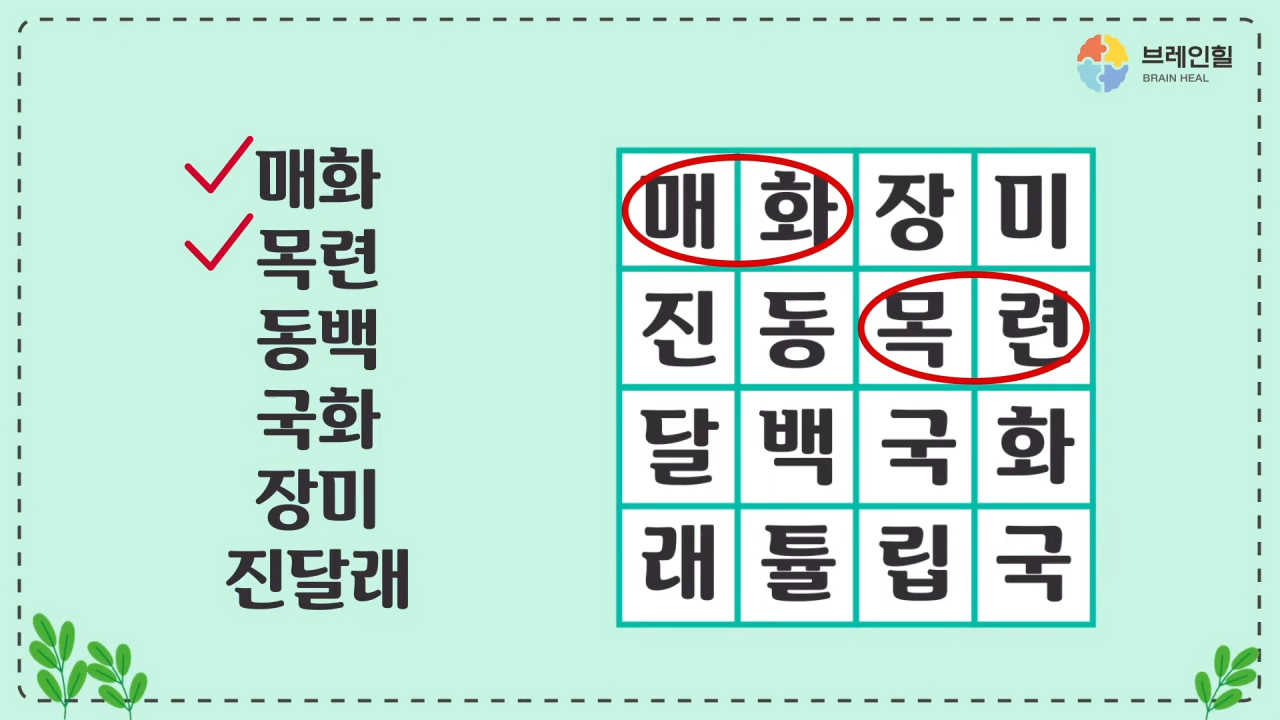 브레인힐
BRAIN HEAL
매화
목련
동백
국화
장미
진달래
매 화 장 미
진 동 목 련
달 백 국 화
래 튤 립 국